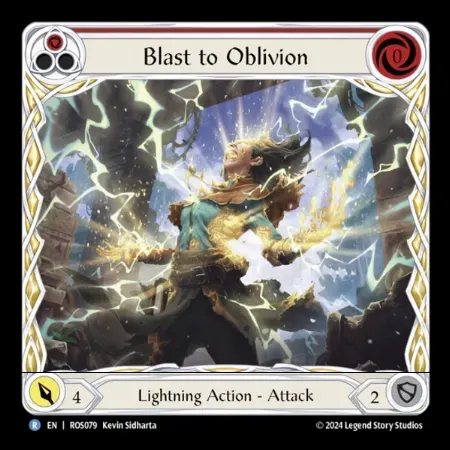 Blast to Oblivion
0
4
Lightning Action - Attack
2
R EN | ROS079 Kevin Sidharta
© 2024 Legend Story Studios